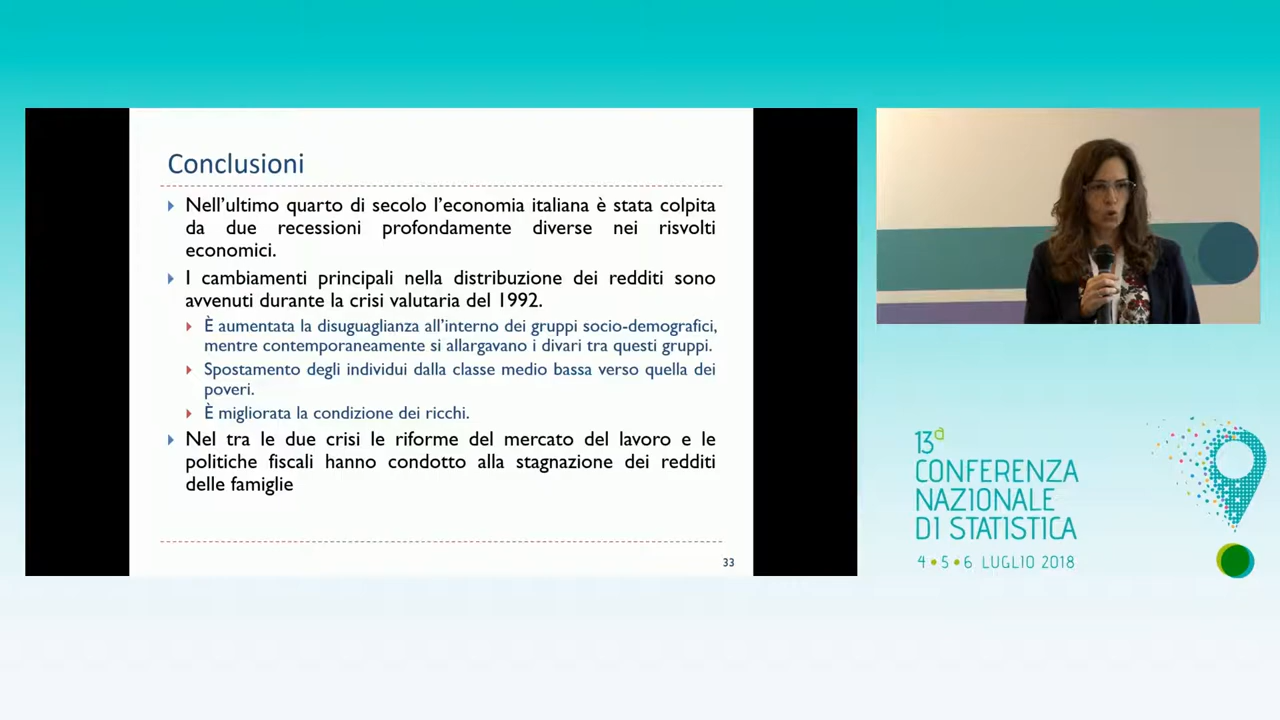 Conclusioni
Nell'ultimo quarto di secolo l'economia italiana è stata colpita
da due recessioni profondamente diverse nei risvolti
economici.
I cambiamenti principali nella distribuzione dei redditi sono
avvenuti durante la crisi valutaria del 1992.
È aumentata la disuguaglianza all'interno dei gruppi socio-demografici,
mentre contemporaneamente si allargavano i divari tra questi gruppi.
Spostamento degli individui dalla classe medio bassa verso quella dei
poveri.
È migliorata la condizione dei ricchi.
Nel tra le due crisi le riforme del mercato del lavoro e le
politiche fiscali hanno condotto alla stagnazione dei redditi
delle famiglie
33
13a
CONFERENZA
NAZIONALE
DI STATISTICA
4•5•6 LUGLIO 2018